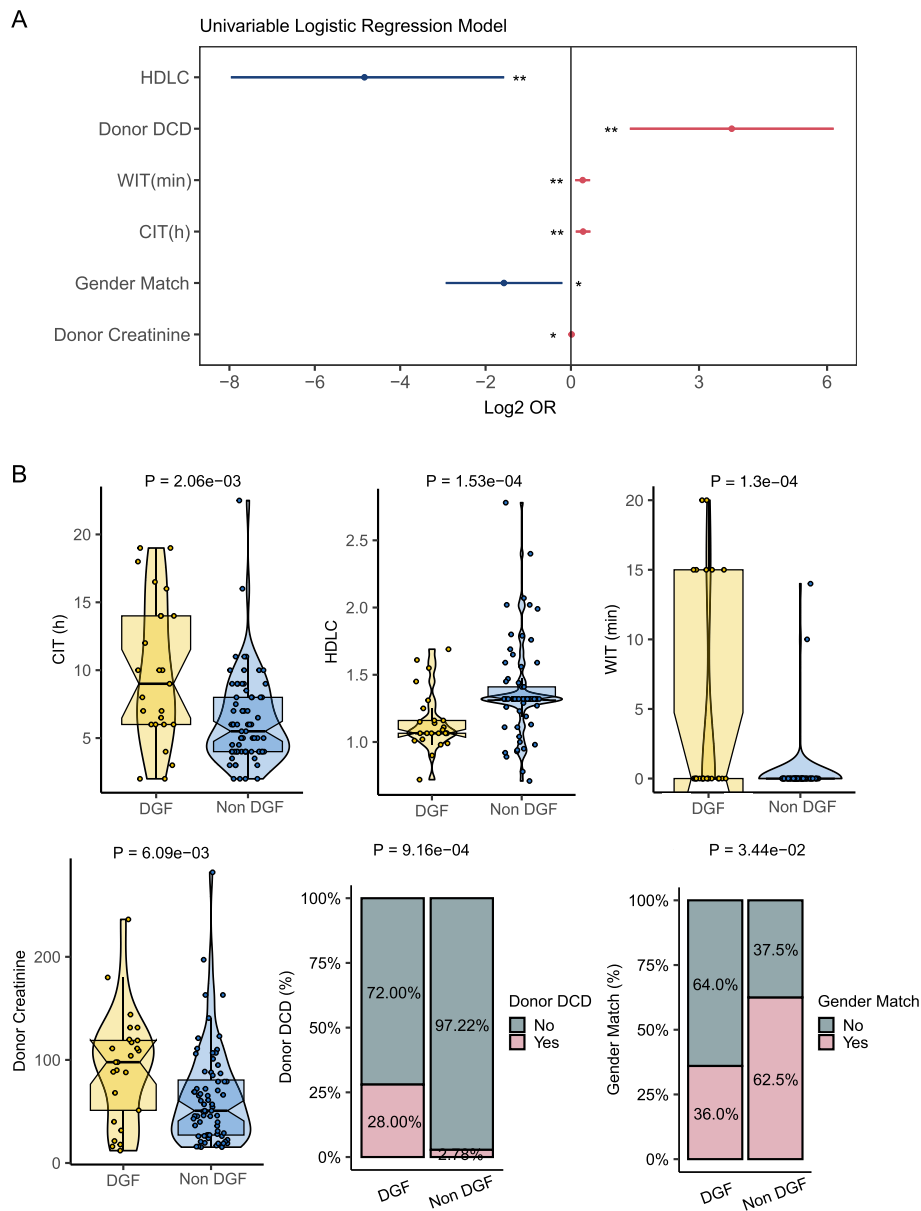 A
Univariable Logistic Regression Model
HDLC
**
Donor DCD
**
WIT(min)
**
CIT(h)
**
Gender Match
*
Donor Creatinine
*
−8 −6 −4 −2 0 3 6
Log2 OR
B
P = 2.06e−03
CIT (h)
20
15
10
5
DGF Non DGF
P = 1.53e−04
HDLC
2.5
2.0
1.5
1.0
DGF Non DGF
P = 1.3e−04
WIT (min)
20
15
10
5
0
DGF Non DGF
P = 6.09e−03
Donor Creatinine
200
100
0
DGF Non DGF
P = 9.16e−04
Donor DCD (%)
100%
75%
50%
25%
0%
72.00%
97.22%
28.00%
2.78%
DGF Non DGF
Donor DCD
No
Yes
P = 3.44e−02
Gender Match (%)
100%
75%
50%
25%
0%
37.5%
64.0%
62.5%
36.0%
DGF Non DGF
Gender Match
No
Yes